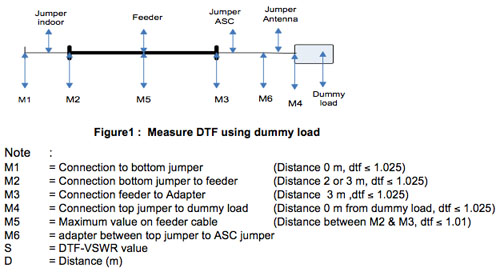 Jumper indoor
Feeder
Jumper ASC
Jumper Antenna
M1
M2
M5
M3
M6
M4
Dummy load
Figure1 : Measure DTF using dummy load
Note :
M1 = Connection to bottom jumper (Distance 0 m, dtf ≤ 1.025)
M2 = Connection bottom jumper to feeder (Distance 2 or 3 m, dtf ≤ 1.025)
M3 = Connection feeder to Adapter (Distance 3 m ,dtf ≤ 1.025)
M4 = Connection top jumper to dummy load (Distance 0 m from dummy load, dtf ≤ 1.025)
M5 = Maximum value on feeder cable (Distance between M2 & M3, dtf ≤ 1.01)
M6 = adapter between top jumper to ASC jumper
S = DTF-VSWR value
D = Distance (m)